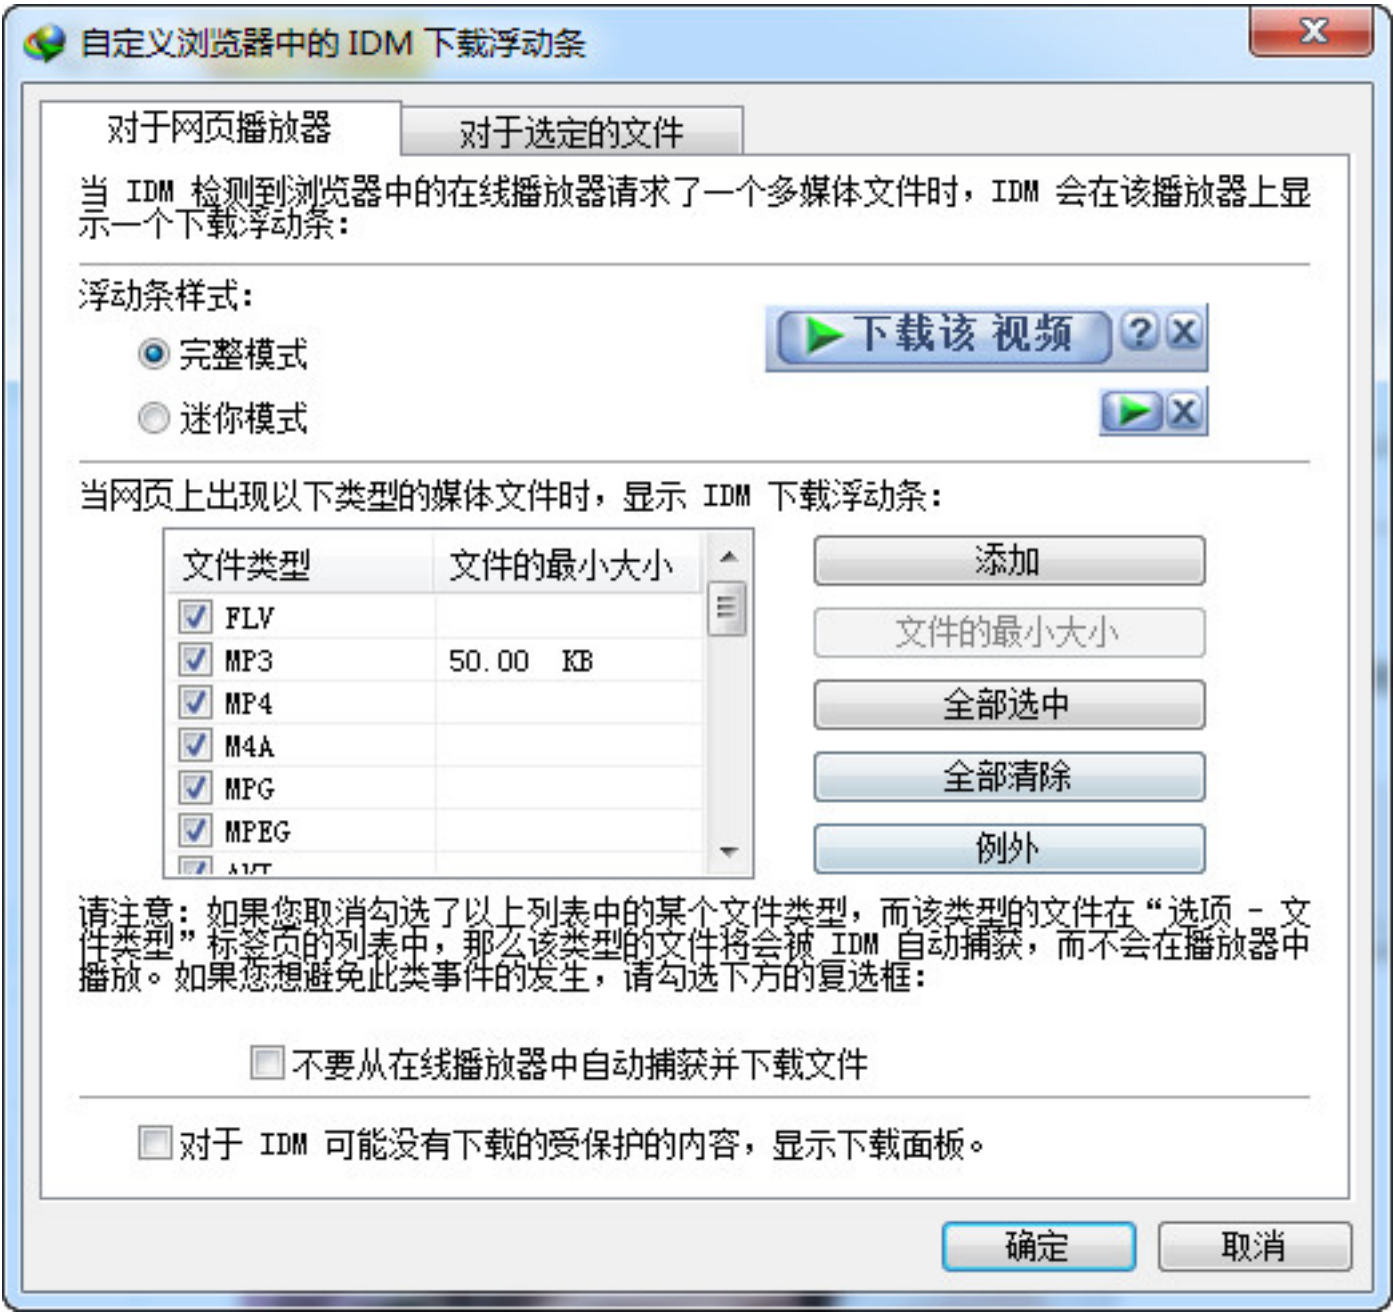 自定义浏览器中的 IDM 下载浮动条
对于网页播放器
对于选定的文件
当 IDM 检测到浏览器中的在线播放器请求了一个多媒体文件时，IDM 会在该播放器上显
示一个下载浮动条：
浮动条样式：
完整模式
下载该 视频 ? X
迷你模式
X
当网页上出现以下类型的媒体文件时，显示 IDM 下载浮动条：
文件类型 文件的最小大小
FLV
MP3 50.00 KB
MP4
M4A
MPG
MPEG
添加
文件的最小大小
全部选中
全部清除
例外
请注意：如果您取消勾选了以上列表中的某个文件类型，而该类型的文件在“选项 - 文
件类型”标签页的列表中，那么该类型的文件将会被 IDM 自动捕获，而不会在播放器中
播放。如果您想避免此类事件的发生，请勾选下方的复选框：
不要从在线播放器中自动捕获并下载文件
对于 IDM 可能没有下载的受保护的内容，显示下载面板。
确定
取消